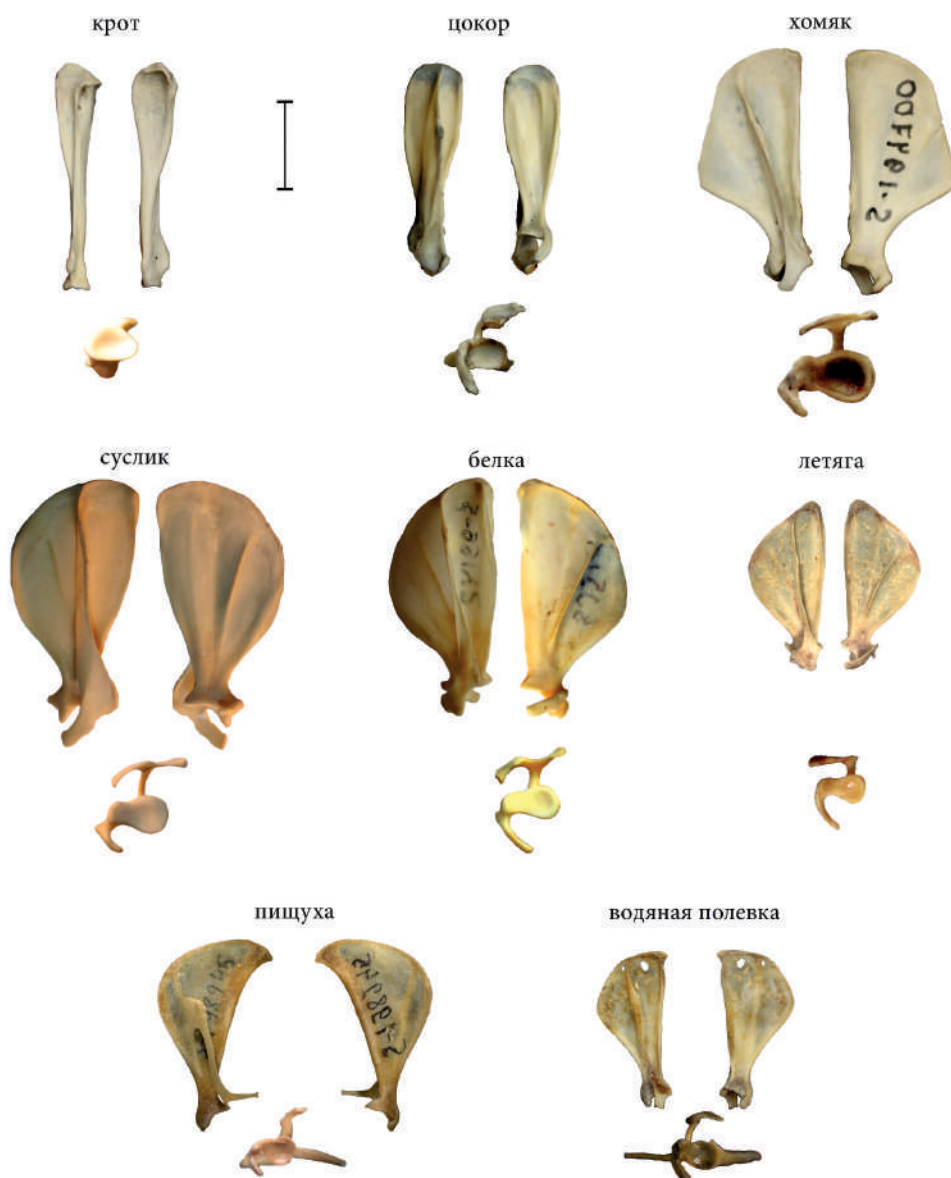 крот
цокор
хомяк
суслик
белка
летяга
пищуха
водяная полевка